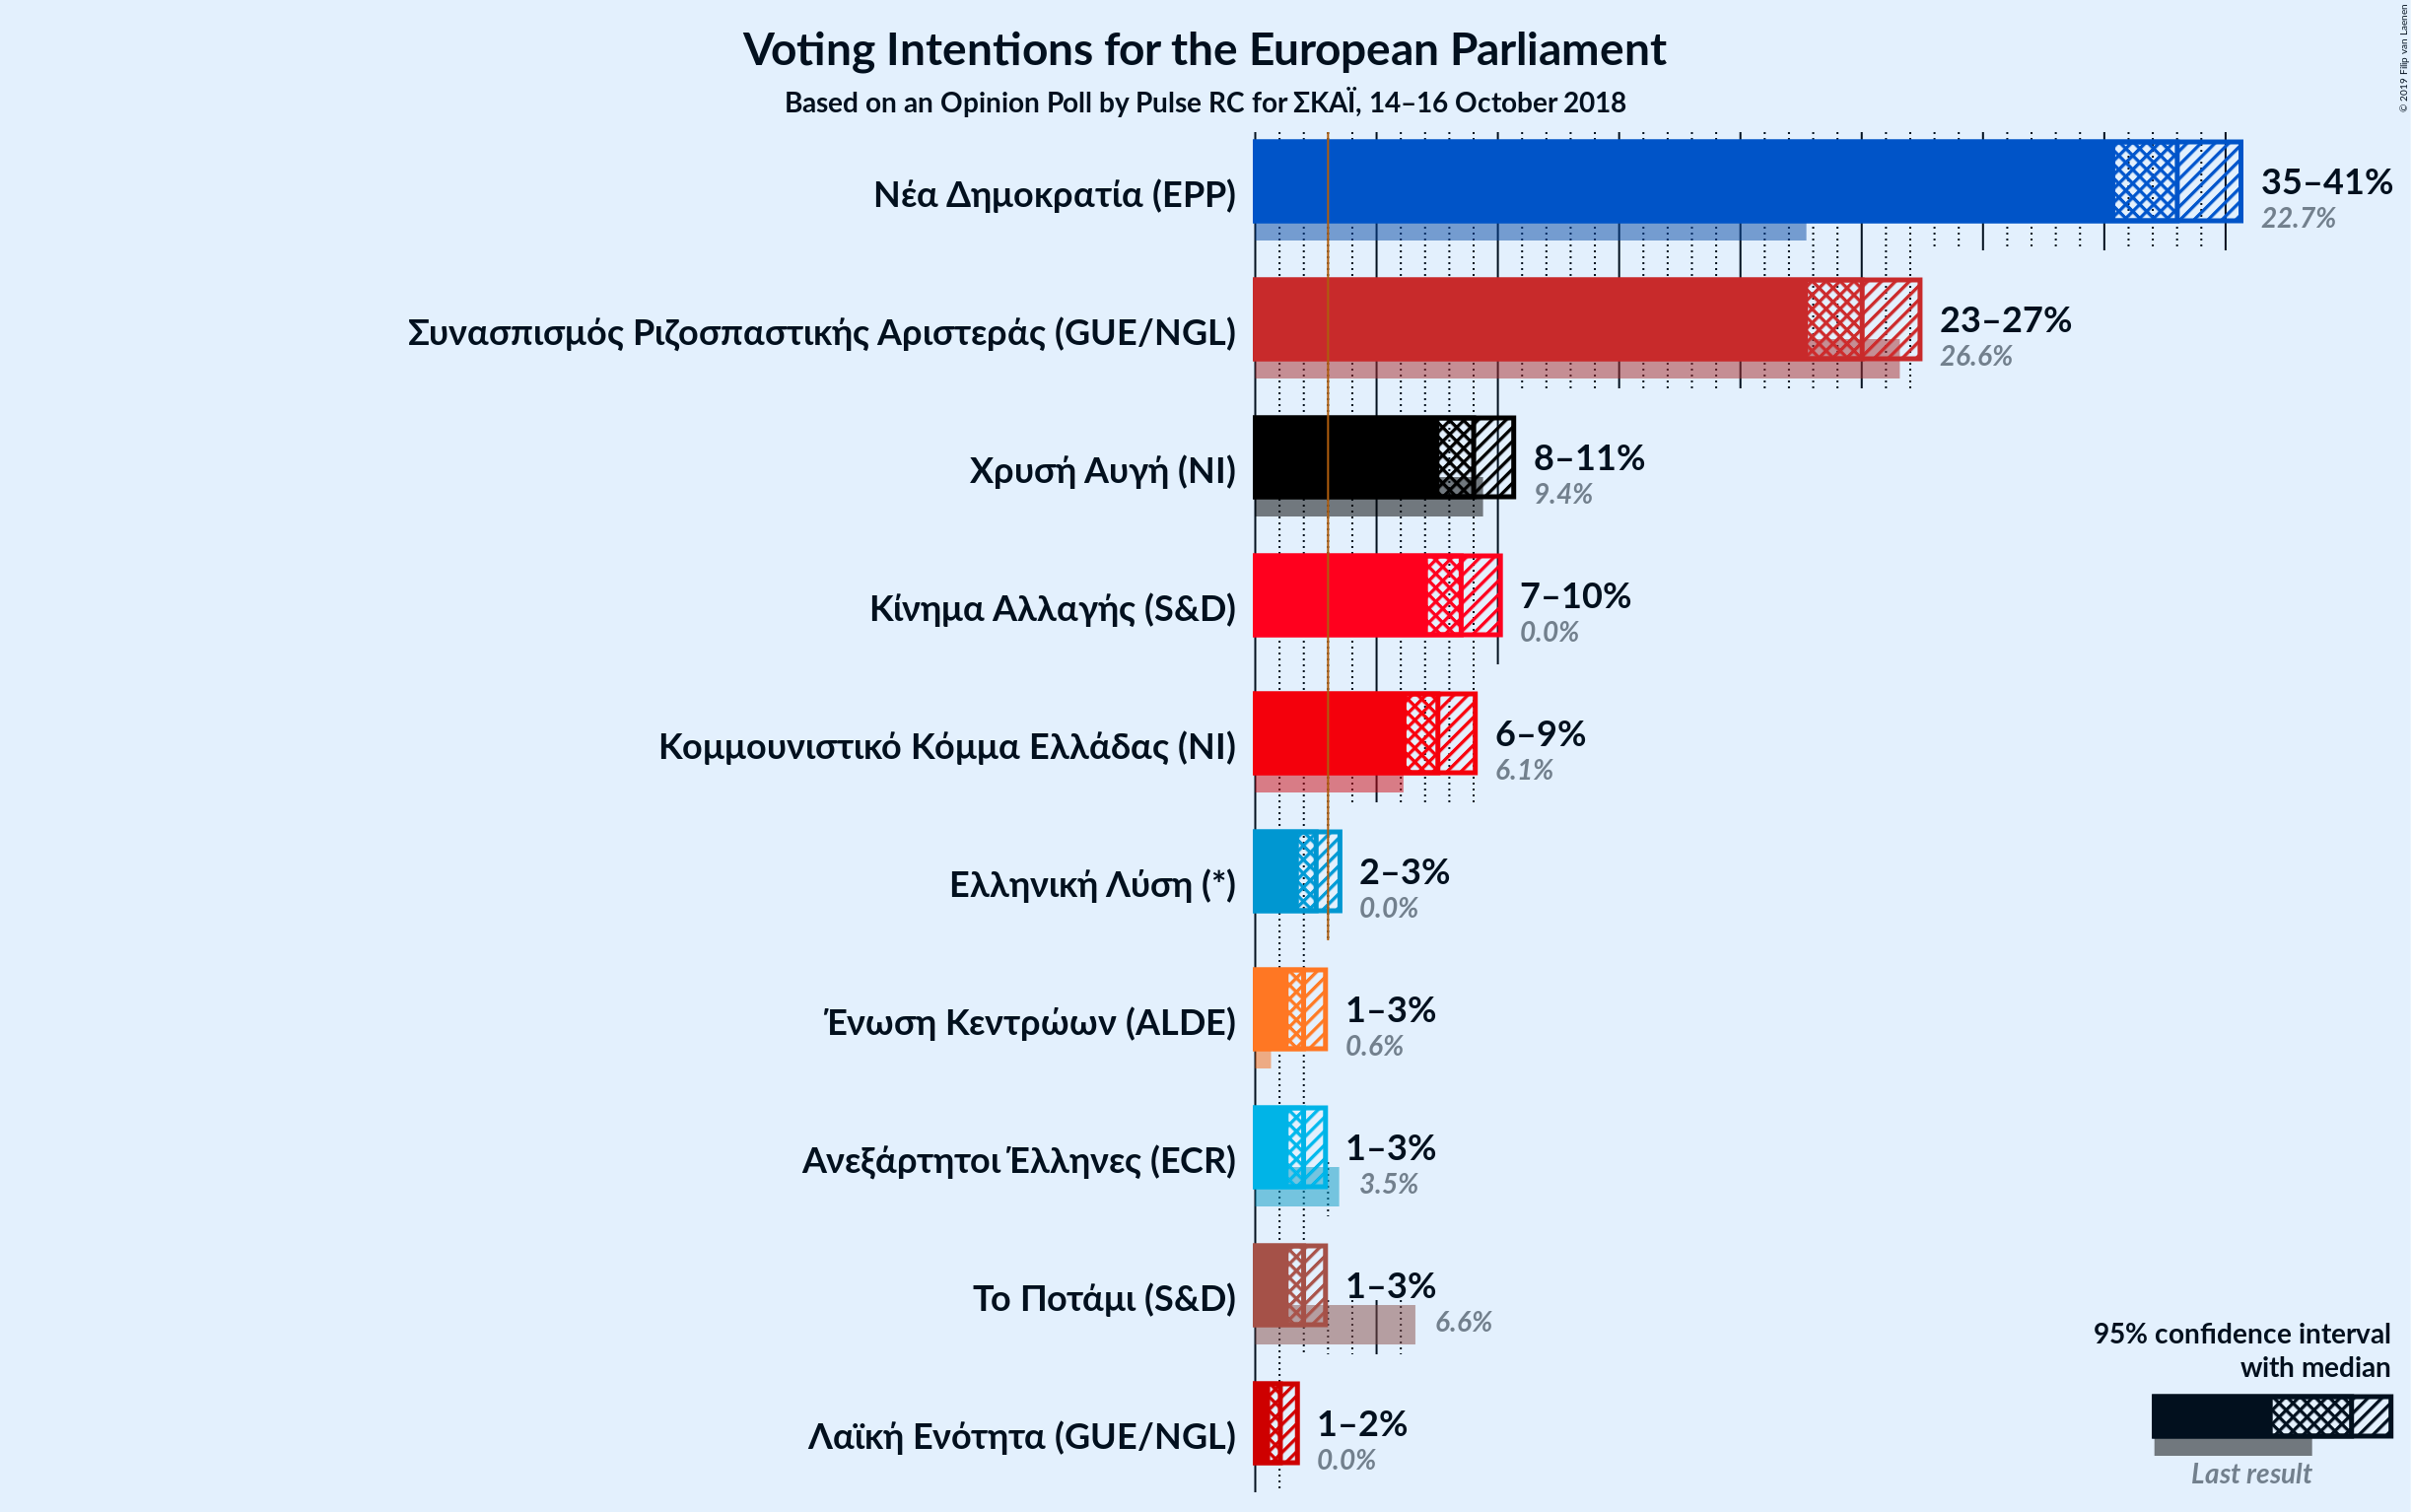 Voting Intentions for the European Parliament
Based on an Opinion Poll by Pulse RC for ΣΚΑΪ, 14–16 October 2018
© 2019 Filip van Laenen
Νέα Δημοκρατία (EPP)
35–41%
22.7%
Συνασπισμός Ριζοσπαστικής Αριστεράς (GUE/NGL)
23–27%
26.6%
Χρυσή Αυγή (NI)
8–11%
9.4%
Κίνημα Αλλαγής (S&D)
7–10%
0.0%
Κομμουνιστικό Κόμμα Ελλάδας (NI)
6–9%
6.1%
Ελληνική Λύση (*)
2–3%
0.0%
Ένωση Κεντρώων (ALDE)
1–3%
0.6%
Ανεξάρτητοι Έλληνες (ECR)
1–3%
3.5%
Το Ποτάμι (S&D)
1–3%
6.6%
Λαϊκή Ενότητα (GUE/NGL)
1–2%
0.0%
95% confidence interval
with median
Last result